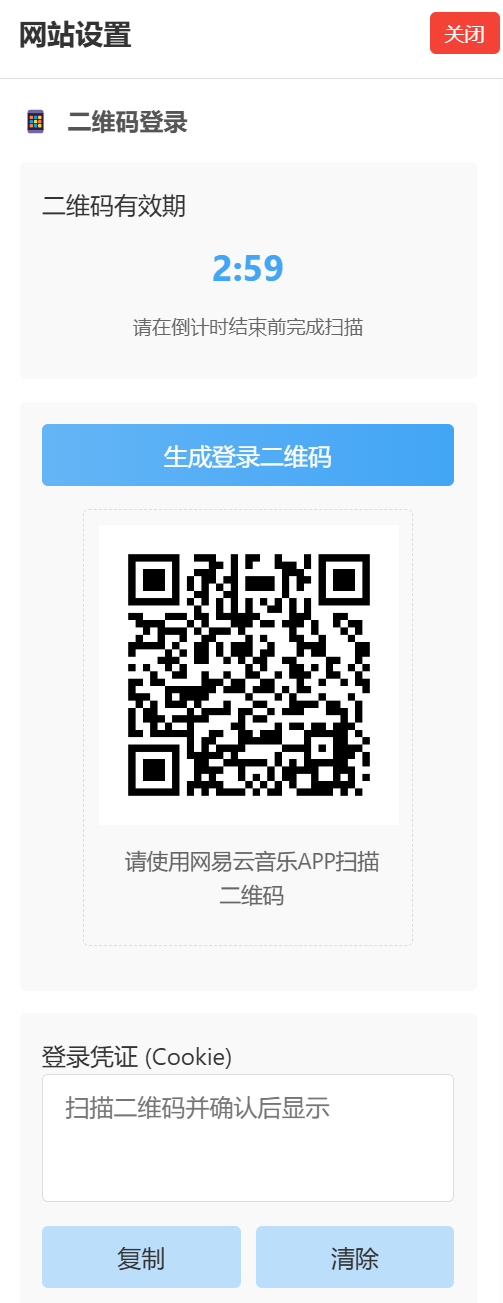 网站设置
关闭
二维码登录
二维码有效期
2:59
请在倒计时结束前完成扫描
生成登录二维码
请使用网易云音乐APP扫描
二维码
登录凭证 (Cookie)
扫描二维码并确认后显示
复制
清除